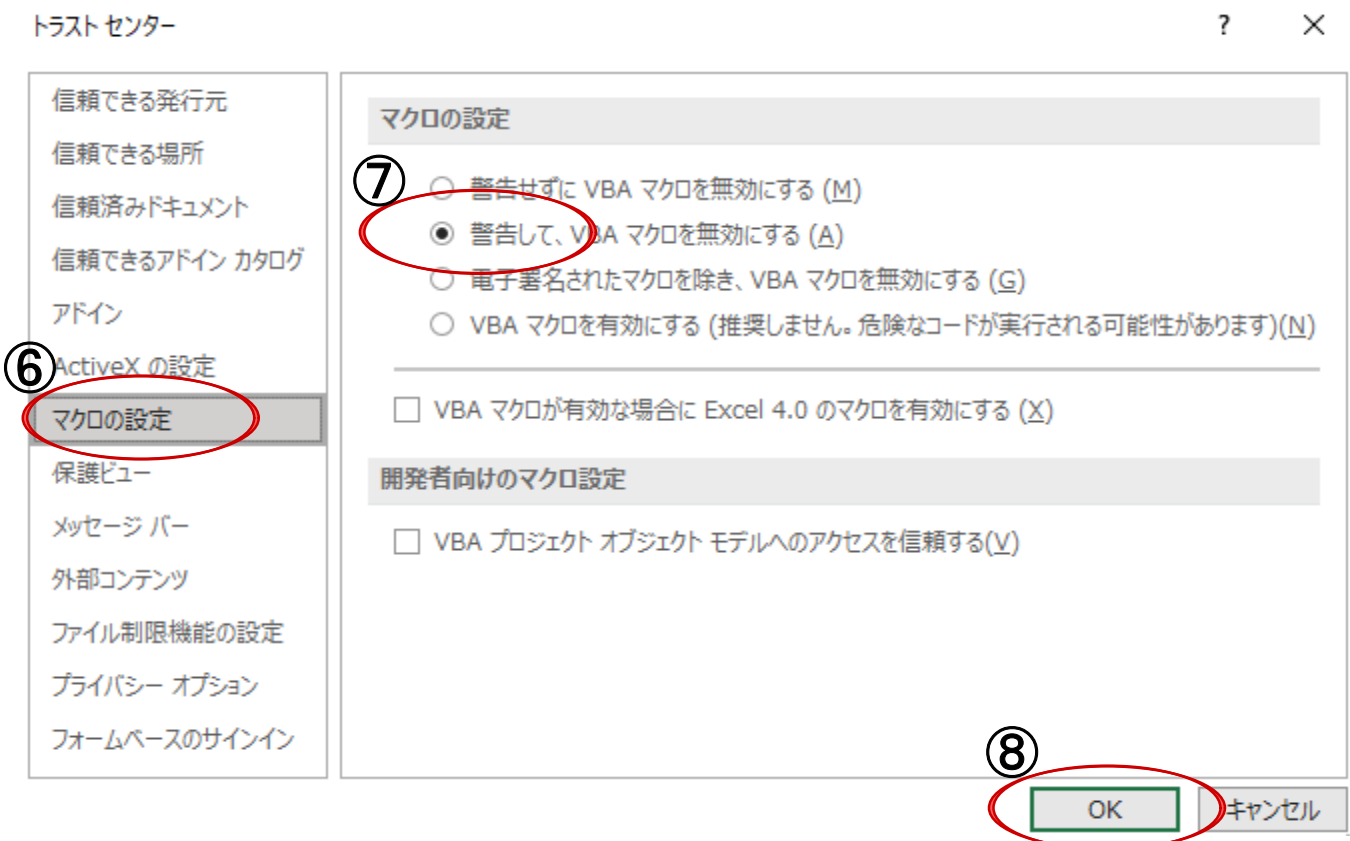 トラスト センター
? ×
信頼できる発行元
信頼できる場所
信頼済みドキュメント
信頼できるアドイン カタログ
アドイン
⑥
ActiveX の設定
マクロの設定
保護ビュー
メッセージ バー
外部コンテンツ
ファイル制限機能の設定
プライバシー オプション
フォームベースのサインイン
マクロの設定
⑦
警告せずに VBA マクロを無効にする (M)
警告して、VBA マクロを無効にする (A)
電子署名されたマクロを除き、VBA マクロを無効にする (G)
VBA マクロを有効にする (推奨しません。危険なコードが実行される可能性があります)(N)
VBA マクロが有効な場合に Excel 4.0 のマクロを有効にする (X)
開発者向けのマクロ設定
VBA プロジェクト オブジェクト モデルへのアクセスを信頼する(V)
⑧
OK
キャンセル